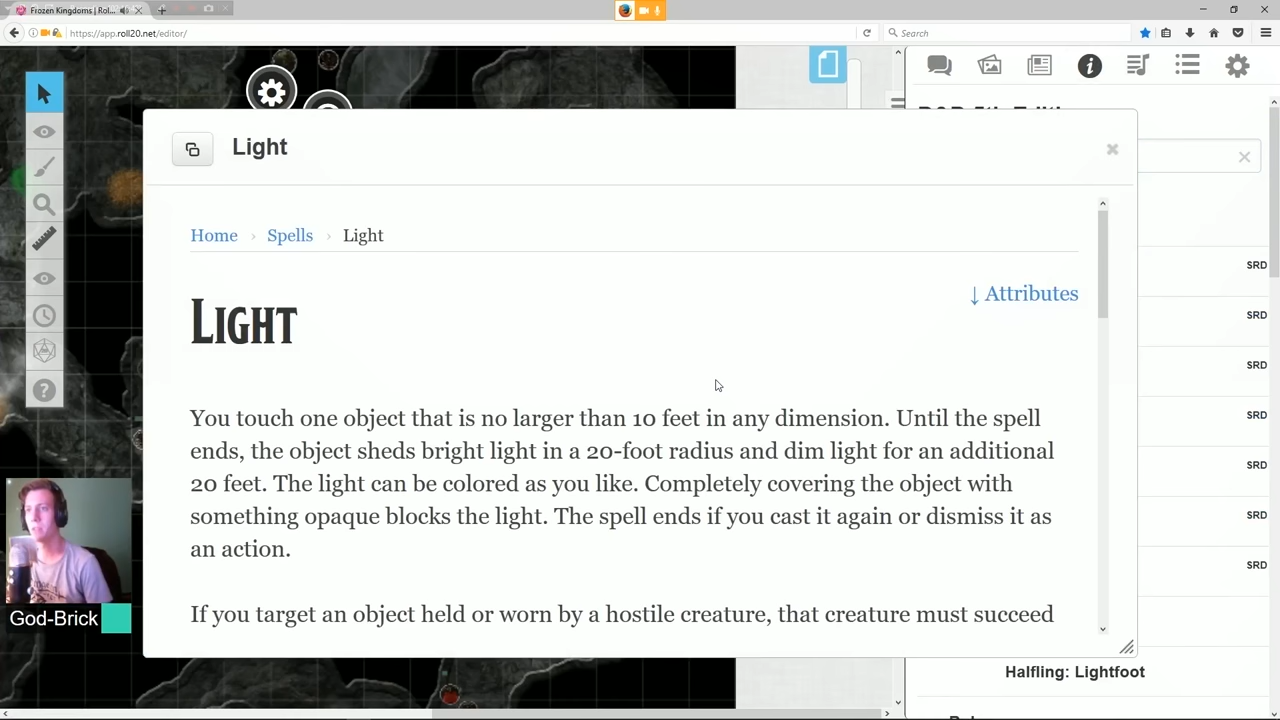 Frozen Kingdoms | Rol...
https://app.roll20.net/editor/
Search
Light
Home › Spells › Light
↓ Attributes
LIGHT
You touch one object that is no larger than 10 feet in any dimension. Until the spell
ends, the object sheds bright light in a 20-foot radius and dim light for an additional
20 feet. The light can be colored as you like. Completely covering the object with
something opaque blocks the light. The spell ends if you cast it again or dismiss it as
an action.
If you target an object held or worn by a hostile creature, that creature must succeed
SRD
SRD
SRD
SRD
SRD
SRD
SRD
God-Brick
Halfling: Lightfoot